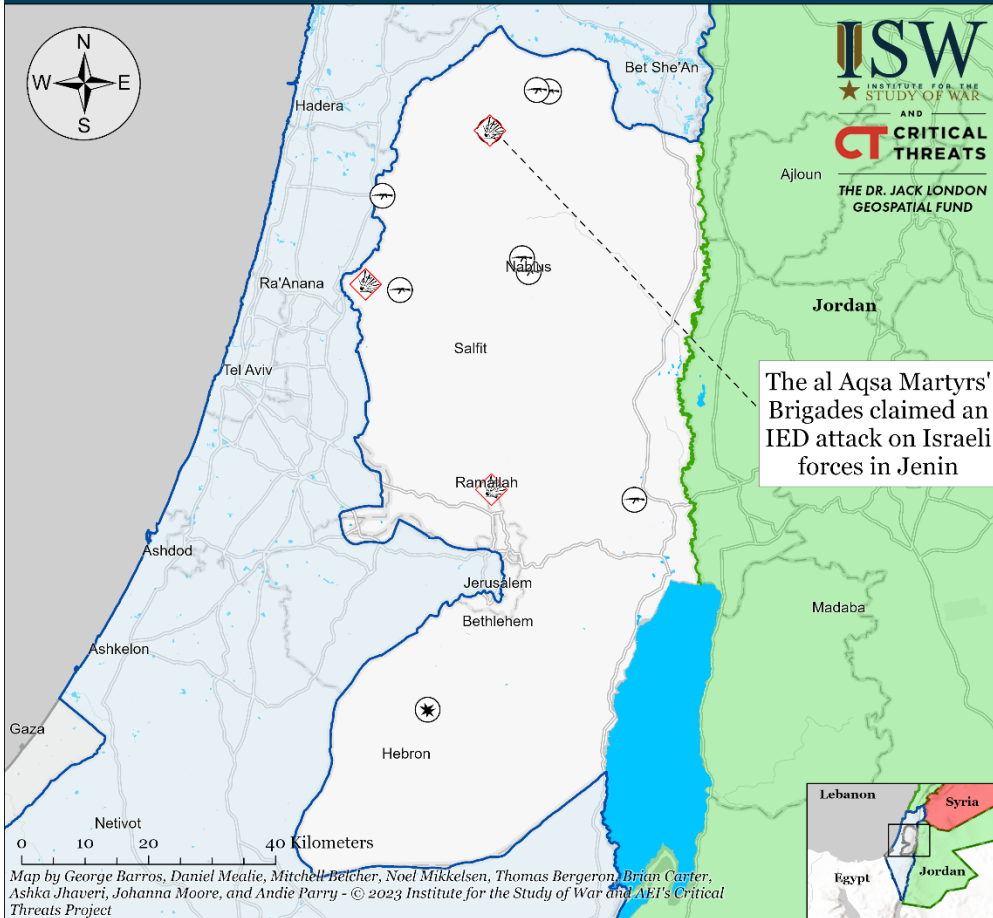 N
W E
S
ISW
INSTITUTE FOR THE
STUDY OF WAR
AND
CT CRITICAL
THREATS
THE DR. JACK LONDON
GEOSPATIAL FUND
Bet She'An
Hadera
Ajloun
Nablus
Ra'Anana
Jordan
Salfit
Tel Aviv
The al Aqsa Martyrs'
Brigades claimed an
IED attack on Israeli
forces in Jenin
Ramallah
Ashdod
Jerusalem
Madaba
Bethlehem
Ashkelon
Gaza
Hebron
Netivot
0 10 20 40 Kilometers
Lebanon
Syria
Egypt
Jordan
Map by George Barros, Daniel Mealie, Mitchell Belcher, Noel Mikkelsen, Thomas Bergeron, Brian Carter,
Ashka Jhaveri, Johanna Moore, and Andie Parry - © 2023 Institute for the Study of War and AEI's Critical
Threats Project